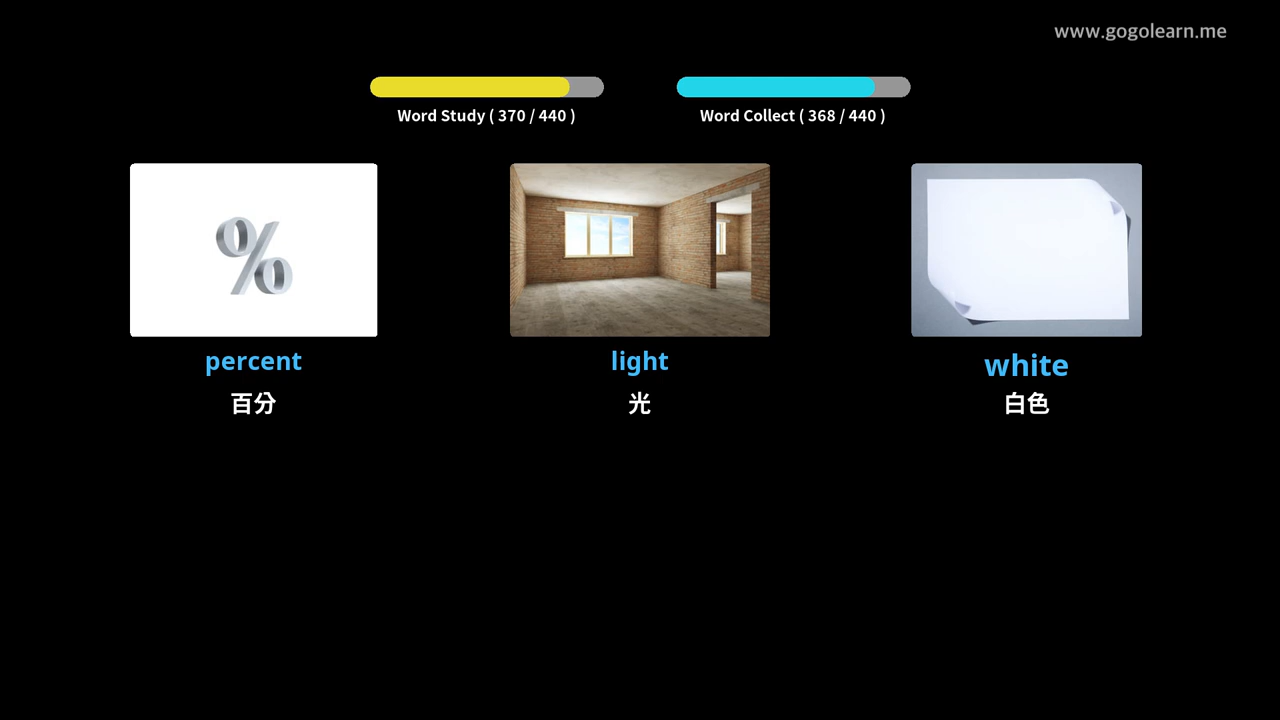 www.gogolearn.me
Word Study ( 370 / 440 )
Word Collect ( 368 / 440 )
%
percent
百分
light
光
white
白色